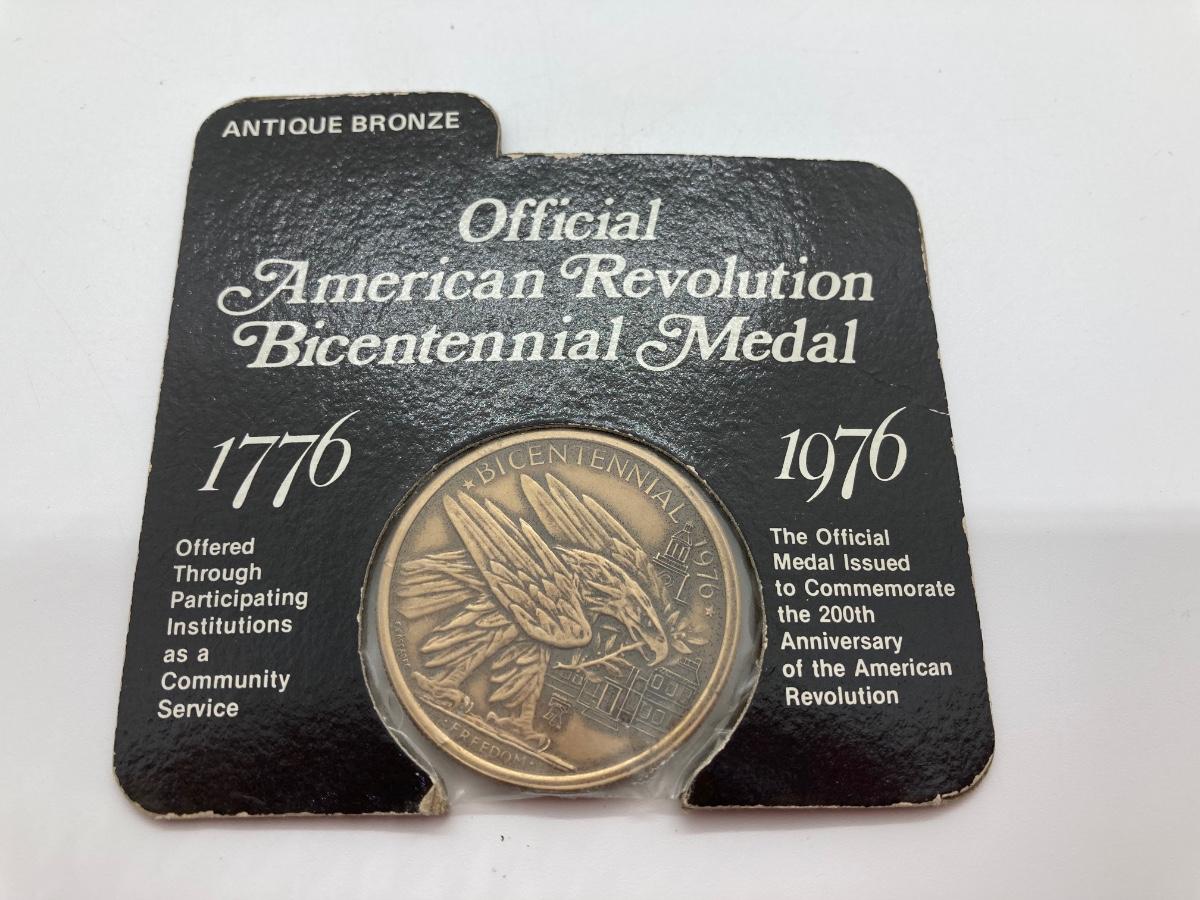 ANTIQUE BRONZE
Official
American Revolution
Bicentennial Medal
1776
1976
Offered
Through
Participating
Institutions
as a
Community
Service
The Official
Medal Issued
to Commemorate
the 200th
Anniversary
of the American
Revolution
BICENTENNIAL 1976
FREEDOM